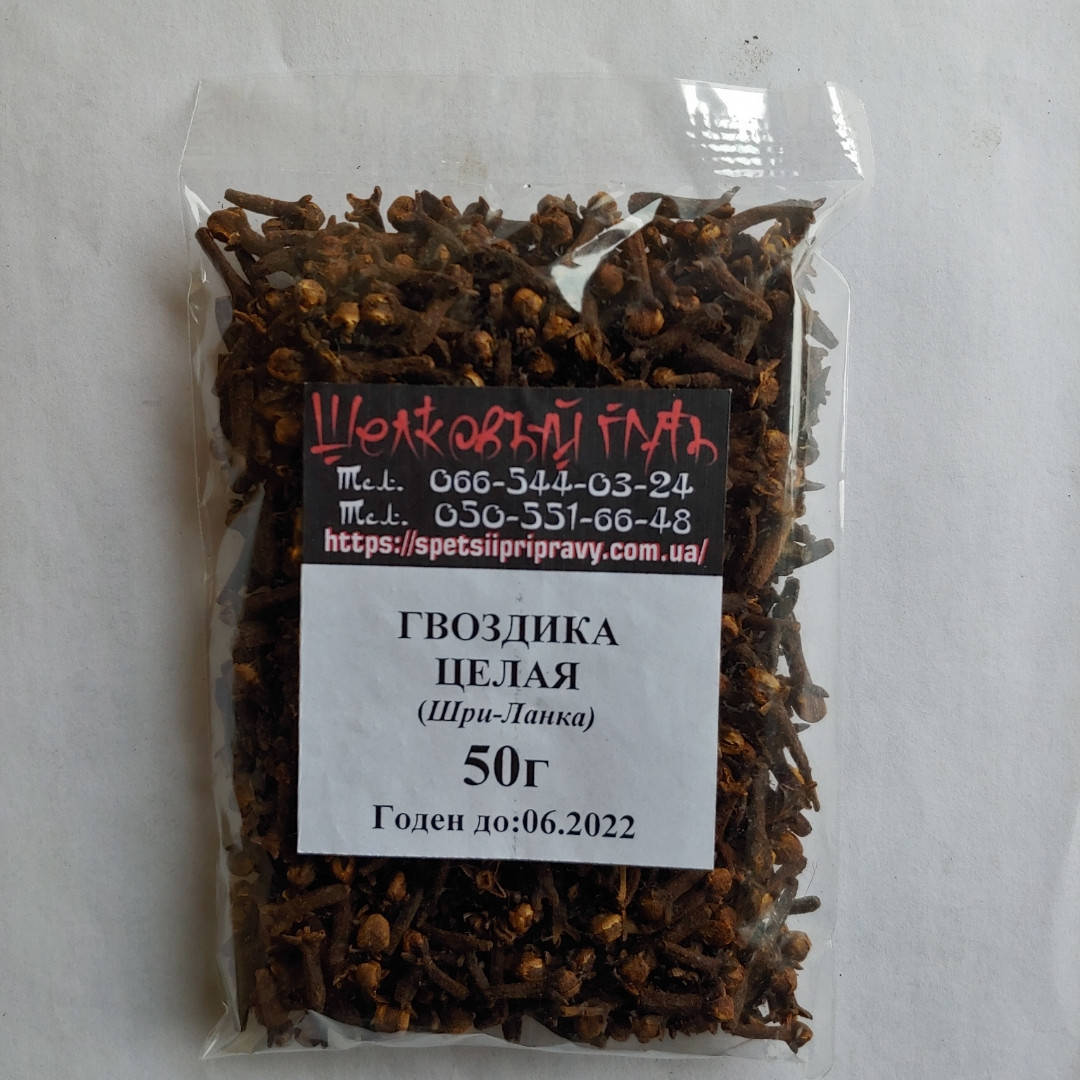 Шелковый Путь
Тел. 066-544-03-24
Тел. 050-551-66-48
https://spetsiipripravy.com.ua/
ГВОЗДИКА
ЦЕЛАЯ
(Шри-Ланка)
50г
Годен до:06.2022